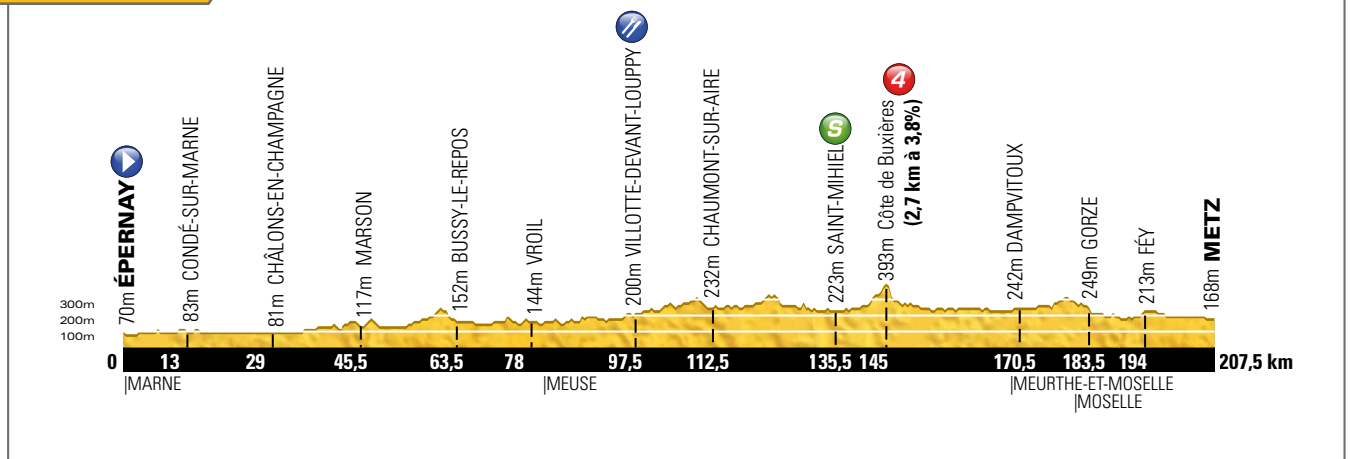 70m ÉPERNAY
83m CONDÉ-SUR-MARNE
81m CHÂLONS-EN-CHAMPAGNE
117m MARSON
152m BUSSY-LE-REPOS
144m VROIL
200m VILLOTTE-DEVANT-LOUPPY
232m CHAUMONT-SUR-AIRE
S
223m SAINT-MIHIEL
4
393m Côte de Buxières
(2,7 km à 3,8%)
242m DAMPVITOUX
249m GORZE
213m FÉY
168m METZ
300m
200m
100m
0 13 29 45,5 63,5 78 97,5 112,5 135,5 145 170,5 183,5 194 207,5 km
|MARNE |MEUSE |MEURTHE-ET-MOSELLE
|MOSELLE